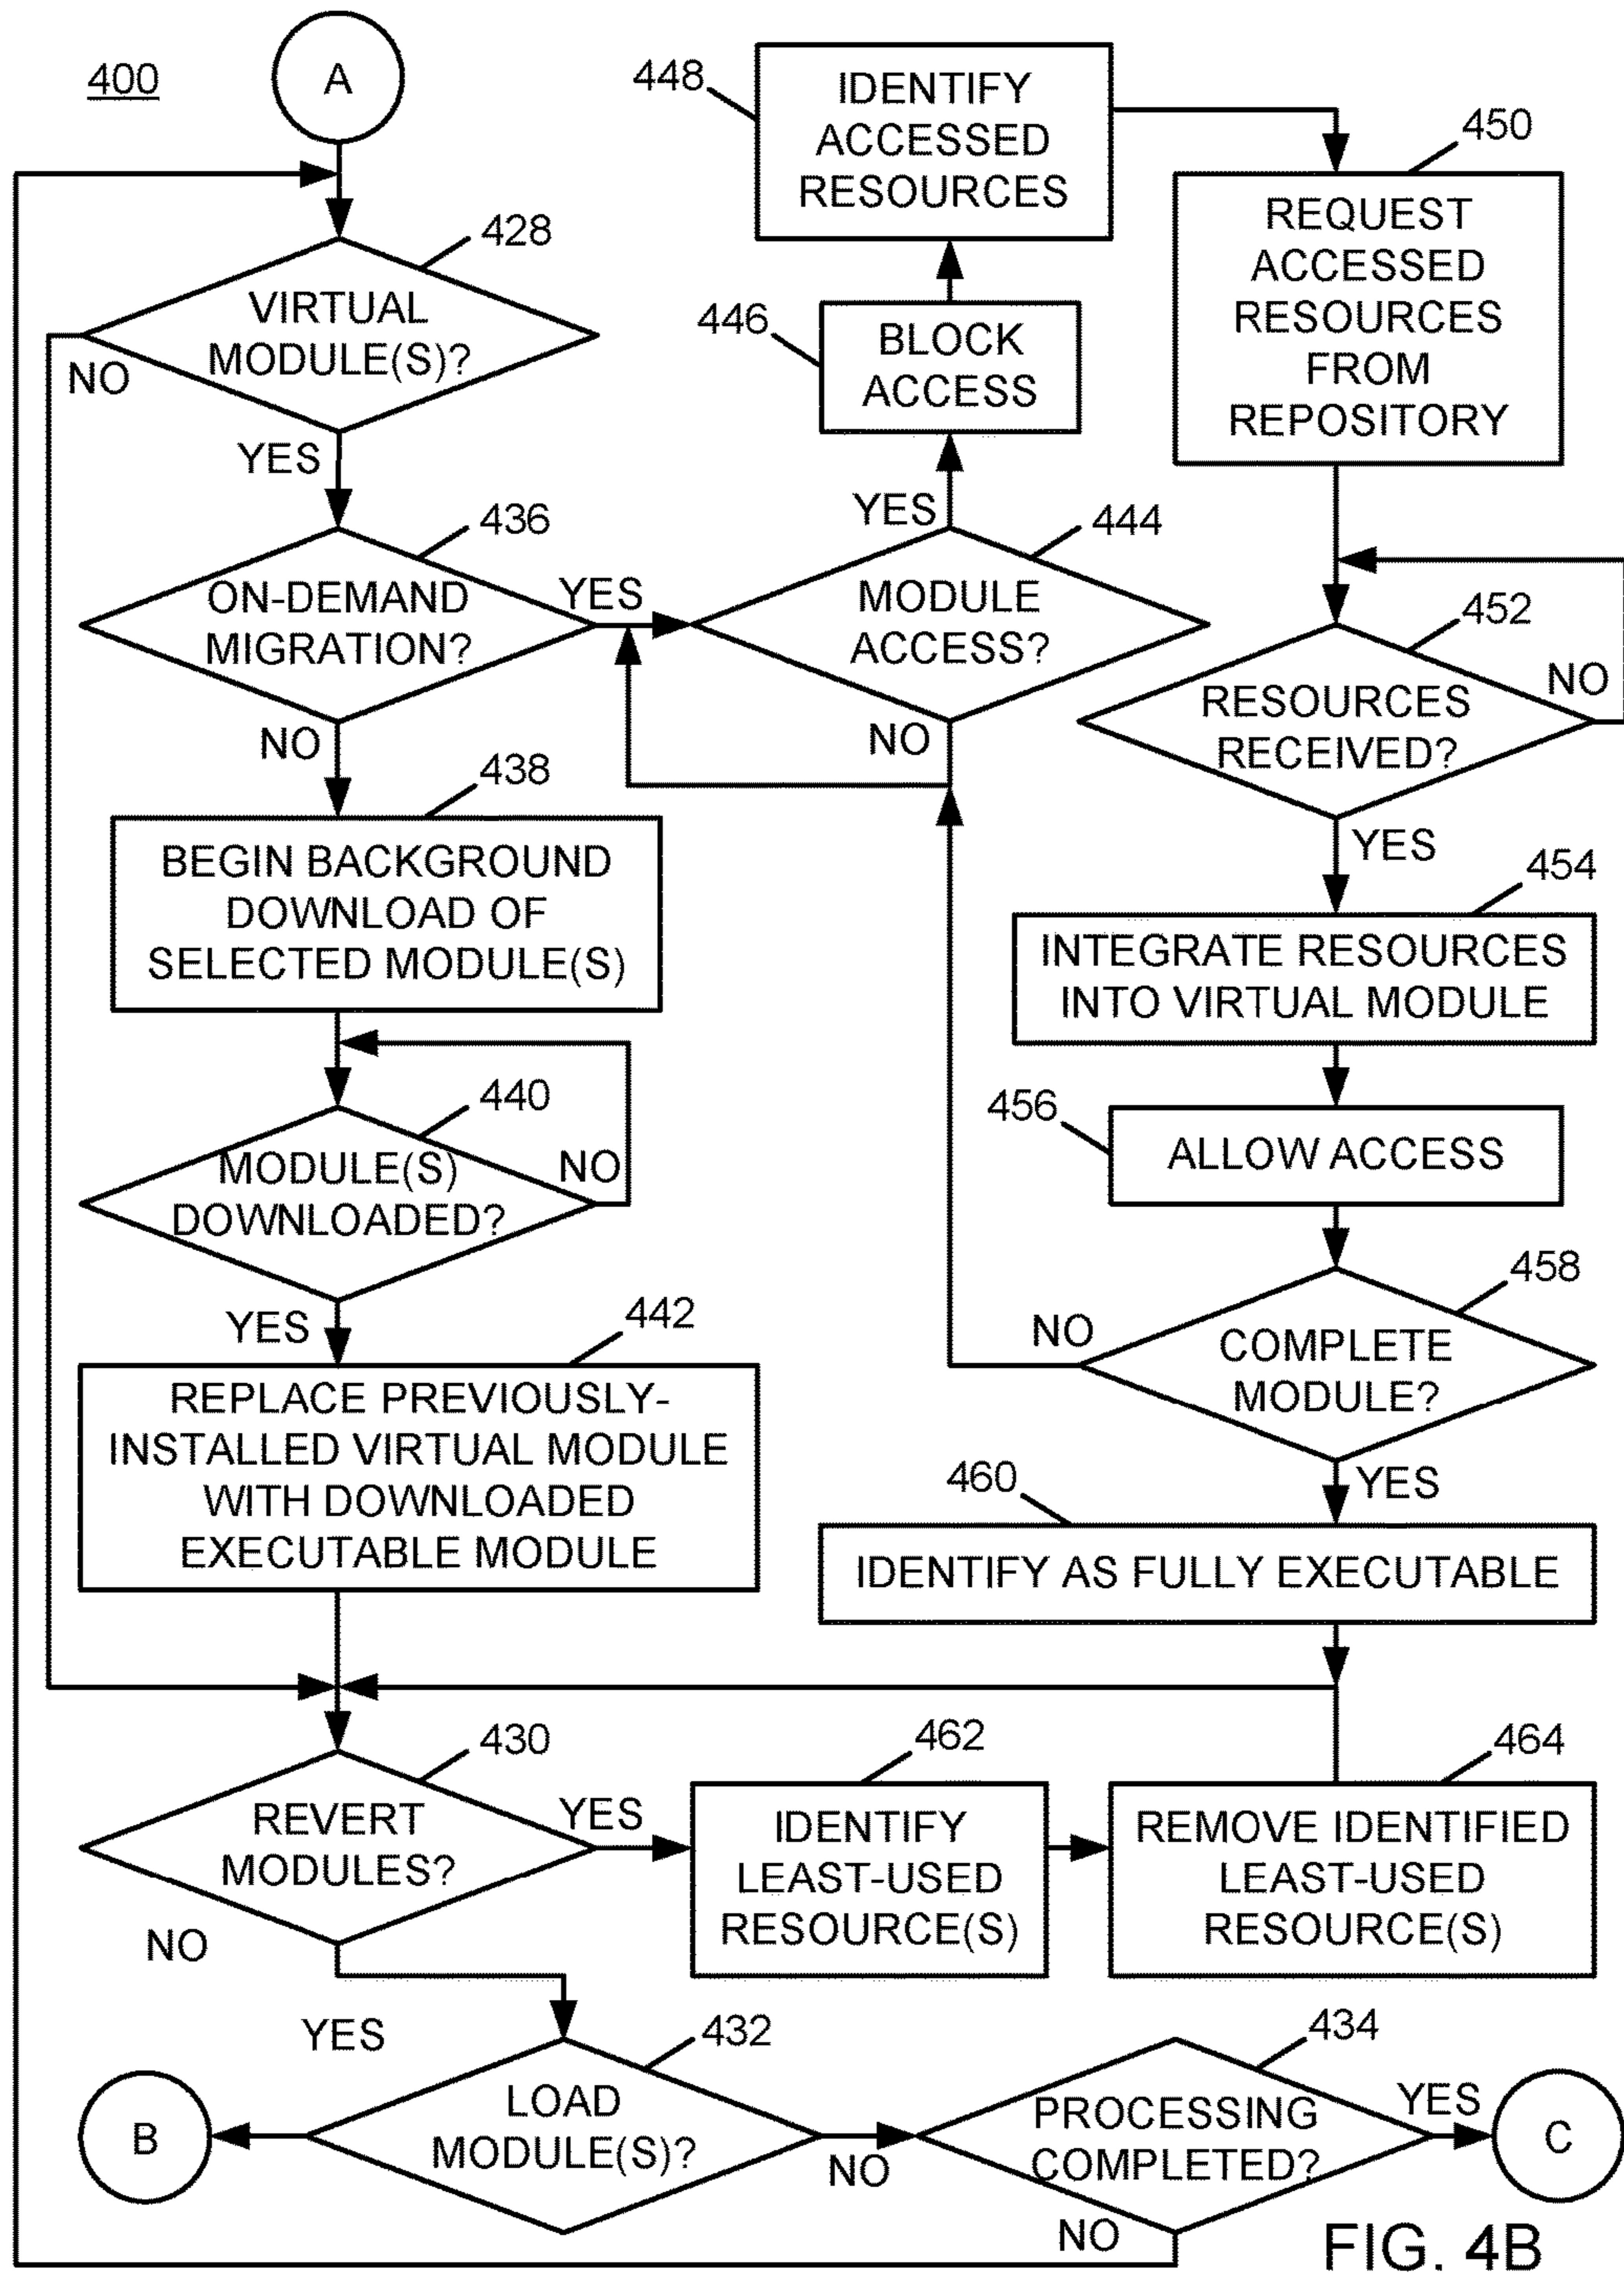 400
A
428
VIRTUAL
MODULE(S)?
NO
YES
436
ON-DEMAND
MIGRATION?
YES
NO
438
BEGIN BACKGROUND
DOWNLOAD OF
SELECTED MODULE(S)
440
MODULE(S)
DOWNLOADED?
NO
YES
442
REPLACE PREVIOUSLY-
INSTALLED VIRTUAL MODULE
WITH DOWNLOADED
EXECUTABLE MODULE
444
MODULE
ACCESS?
YES
NO
446
BLOCK
ACCESS
448
IDENTIFY
ACCESSED
RESOURCES
450
REQUEST
ACCESSED
RESOURCES
FROM
REPOSITORY
452
RESOURCES
RECEIVED?
NO
YES
454
INTEGRATE RESOURCES
INTO VIRTUAL MODULE
456
ALLOW ACCESS
458
COMPLETE
MODULE?
NO
YES
460
IDENTIFY AS FULLY EXECUTABLE
430
REVERT
MODULES?
YES
NO
462
IDENTIFY
LEAST-USED
RESOURCE(S)
464
REMOVE IDENTIFIED
LEAST-USED
RESOURCE(S)
432
LOAD
MODULE(S)?
YES
B
NO
434
PROCESSING
COMPLETED?
YES
C
NO
FIG. 4B